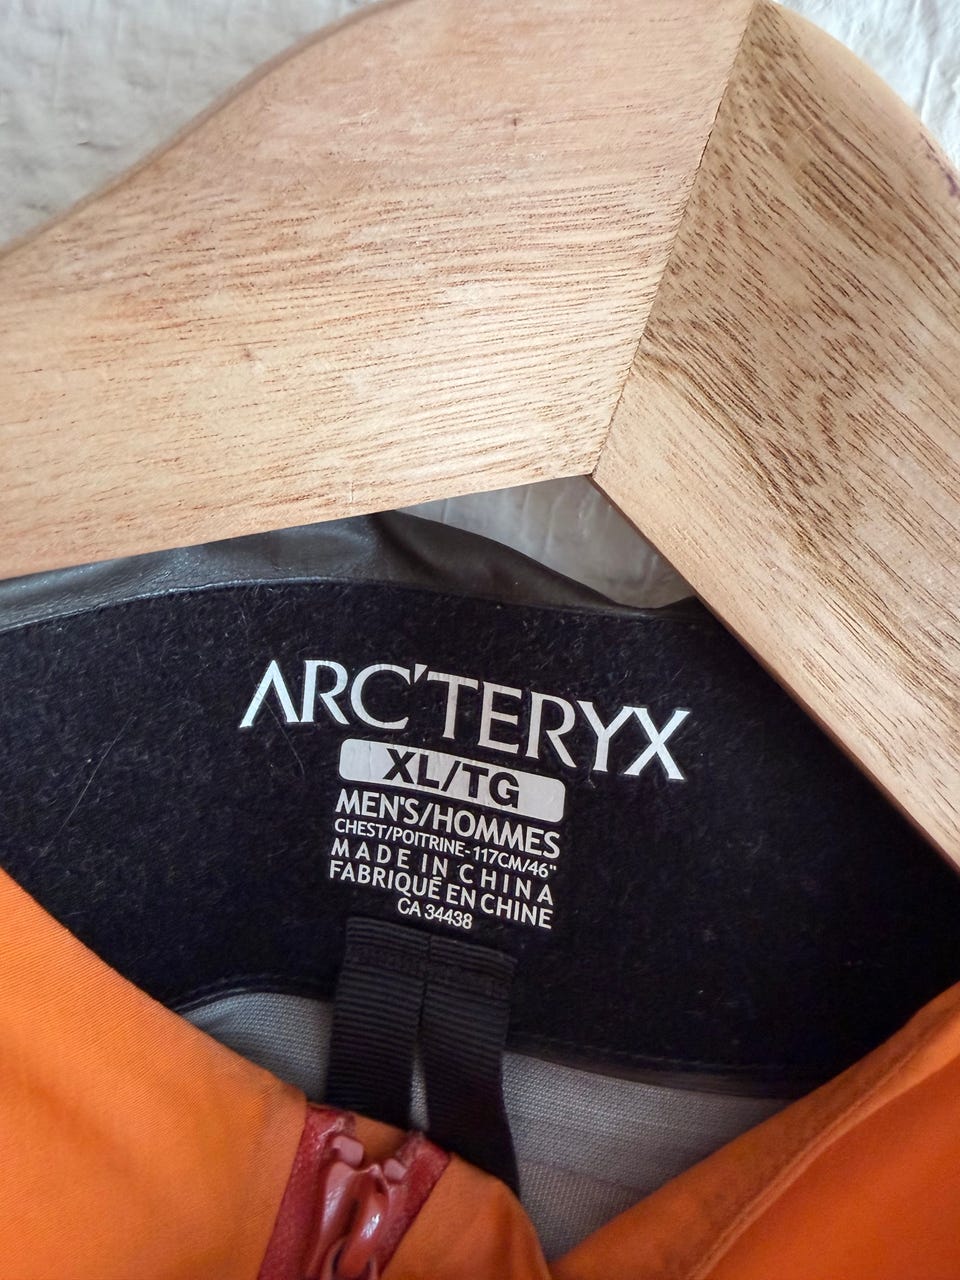 ARC'TERYX
XL/TG
MEN'S/HOMMES
CHEST/POITRINE-117CM/46"
MADE IN CHINA
FABRIQUÉ EN CHINE
CA 34438